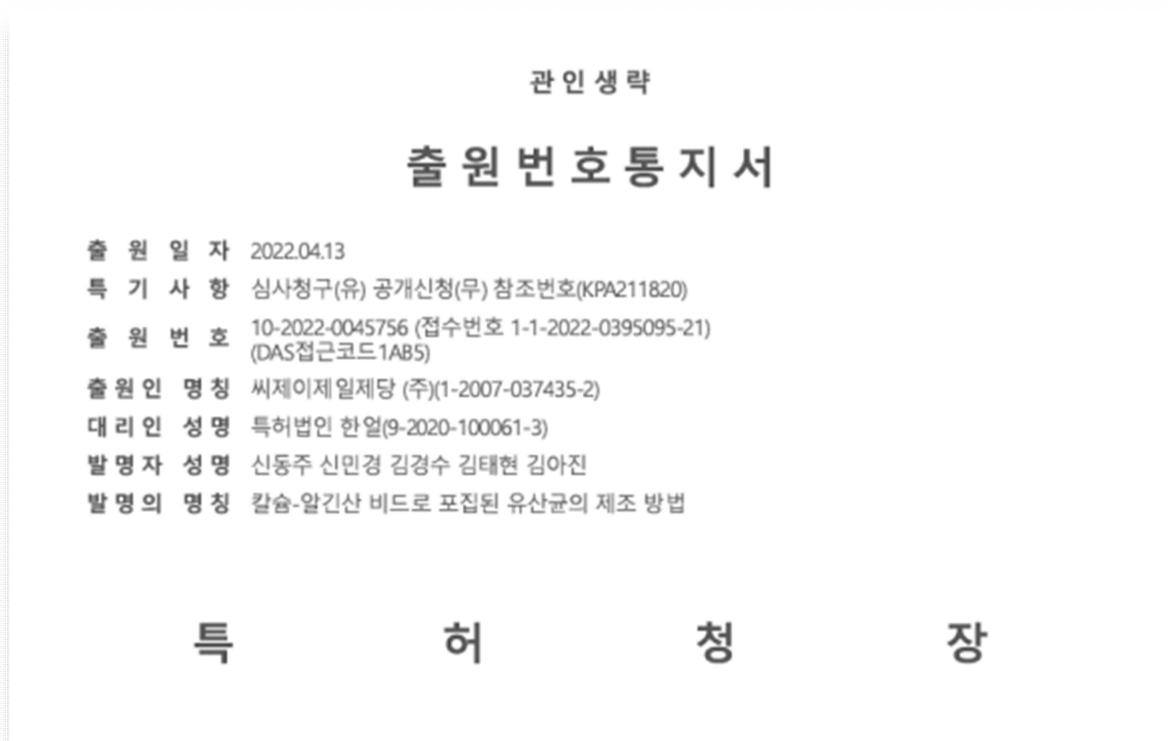 관 인 생 략
출 원 번 호 통 지 서
출 원 일 자 2022.04.13
특 기 사 항 심사청구(유) 공개신청(무) 참조번호(KPA211820)
출 원 번 호 10-2022-0045756 (접수번호 1-1-2022-0395095-21)
(DAS접근코드1AB5)
출 원 인 명 칭 씨제이제일제당 (주)(1-2007-037435-2)
대 리 인 성 명 특허법인 한얼(9-2020-100061-3)
발 명 자 성 명 신동주 신민경 김경수 김태현 김아진
발 명 의 명 칭 칼슘-알긴산 비드로 포집된 유산균의 제조 방법
특 허 청 장